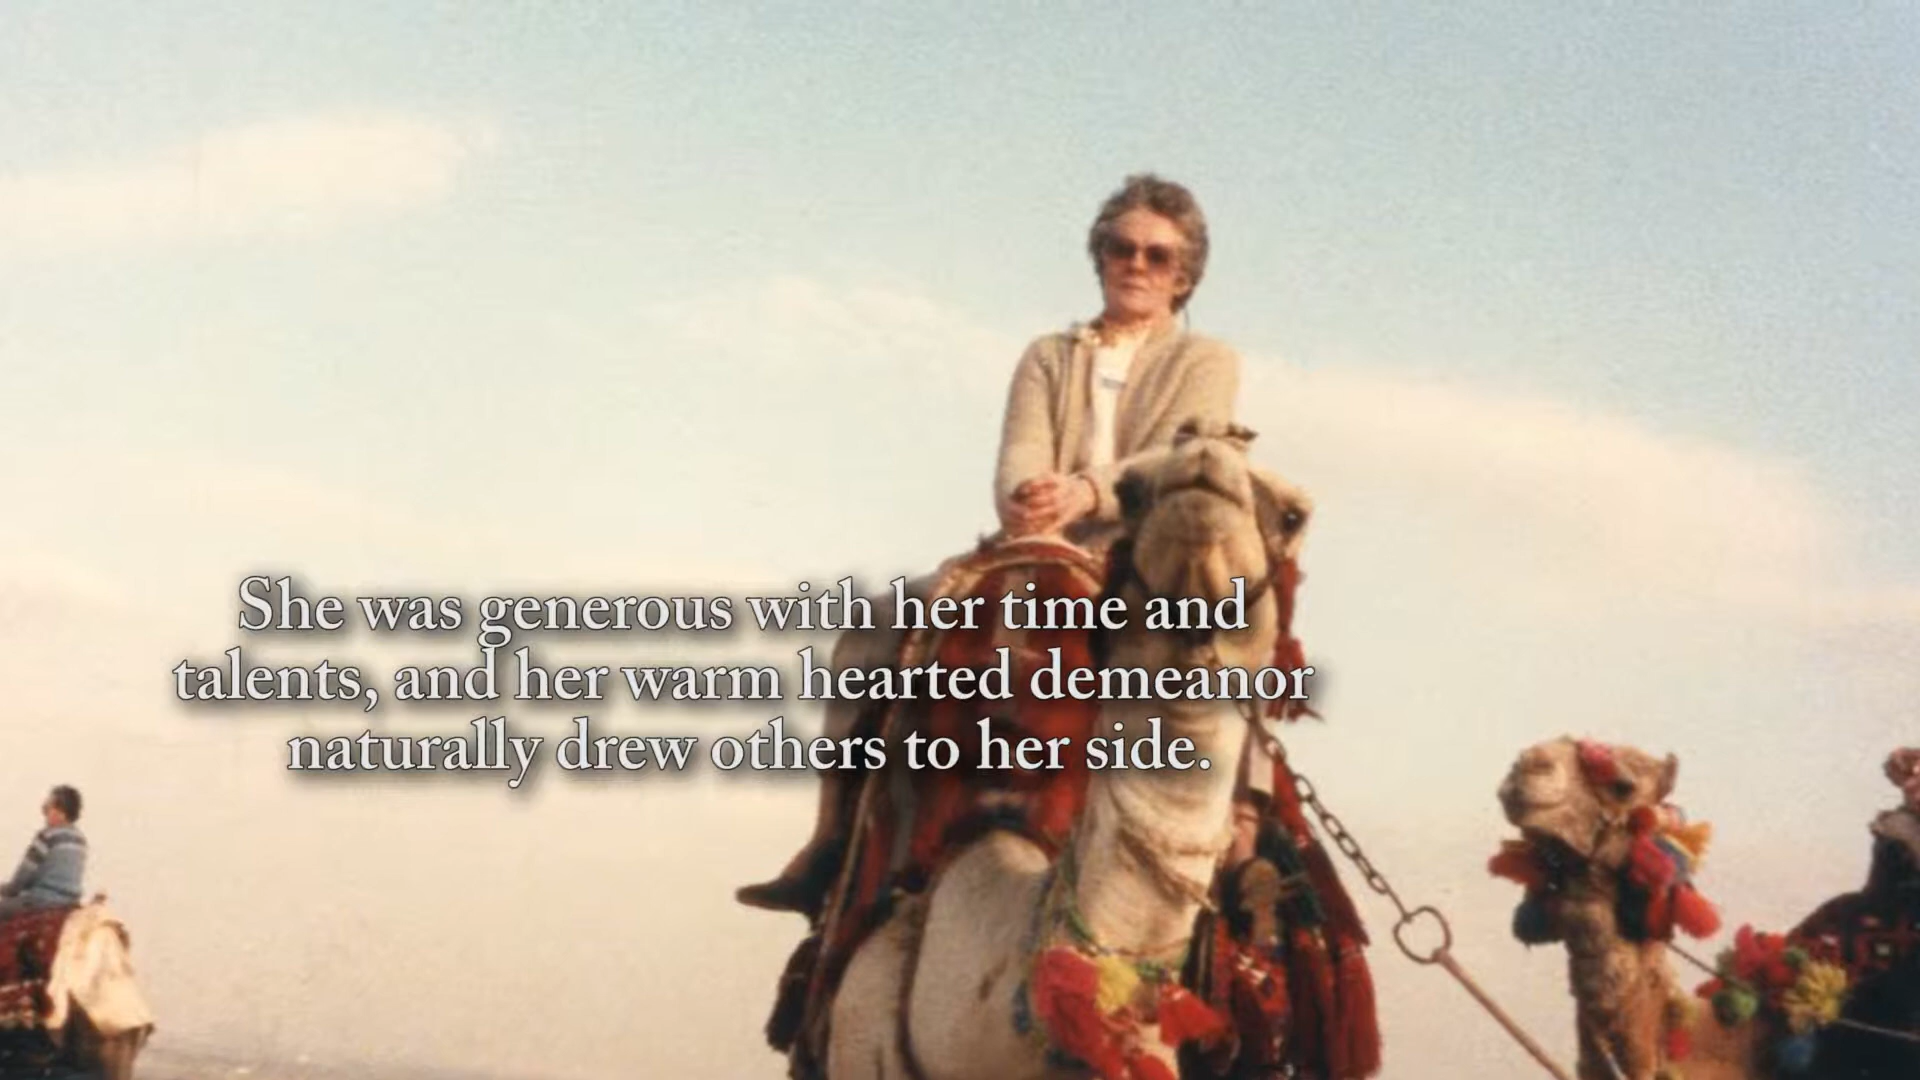 She was generous with her time and
talents, and her warm hearted demeanor
naturally drew others to her side.